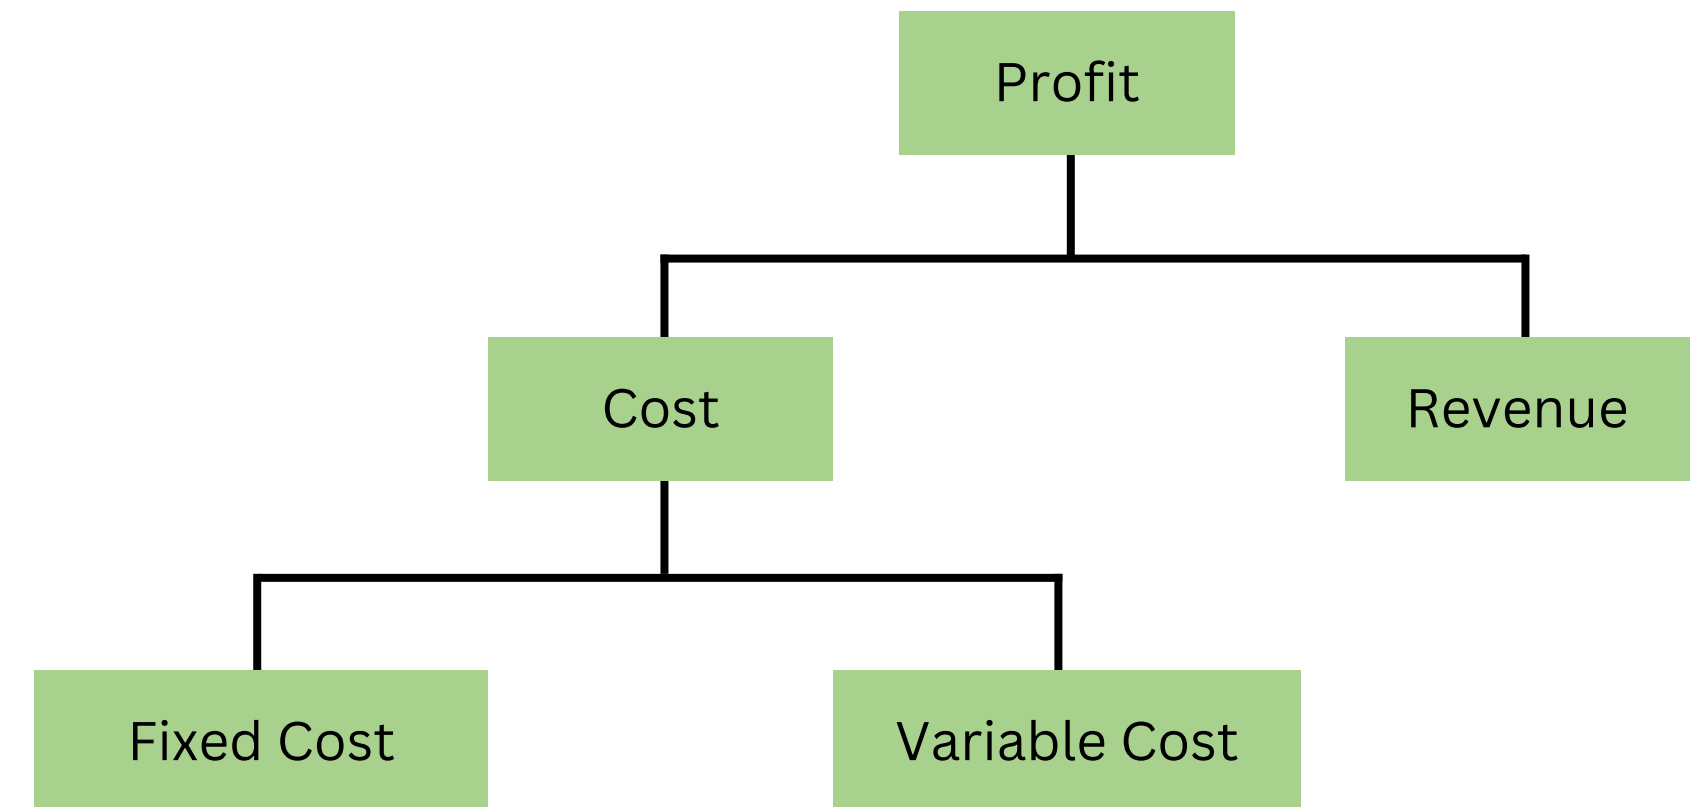 Profit
Cost
Revenue
Fixed Cost
Variable Cost